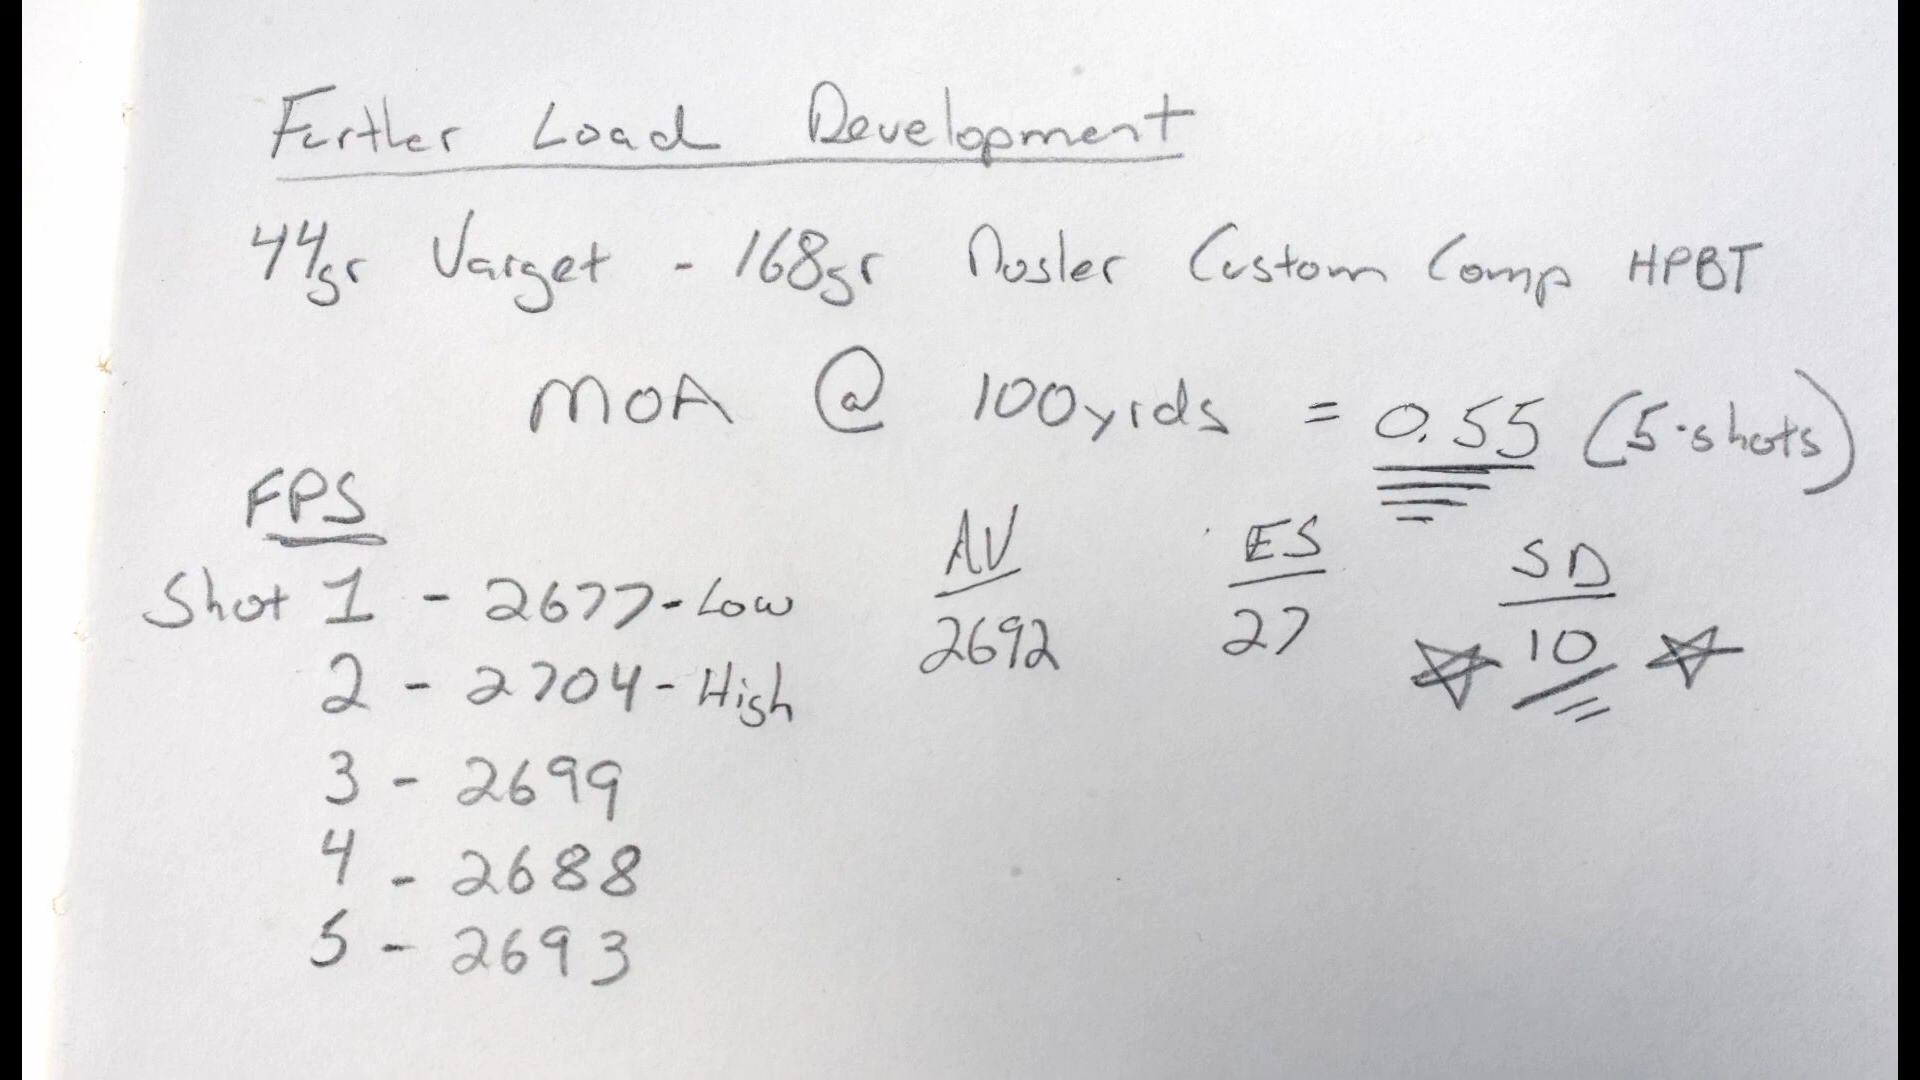 Further Load Development
44gr Varget - 168gr Nosler Custom Comp HPBT
MOA @ 100yrds = 0.55 (5-shots)
FPS
AV ES SD
Shot 1 - 2677 - Low
2692 27 10
2 - 2704 - High
3 - 2699
4 - 2688
5 - 2693